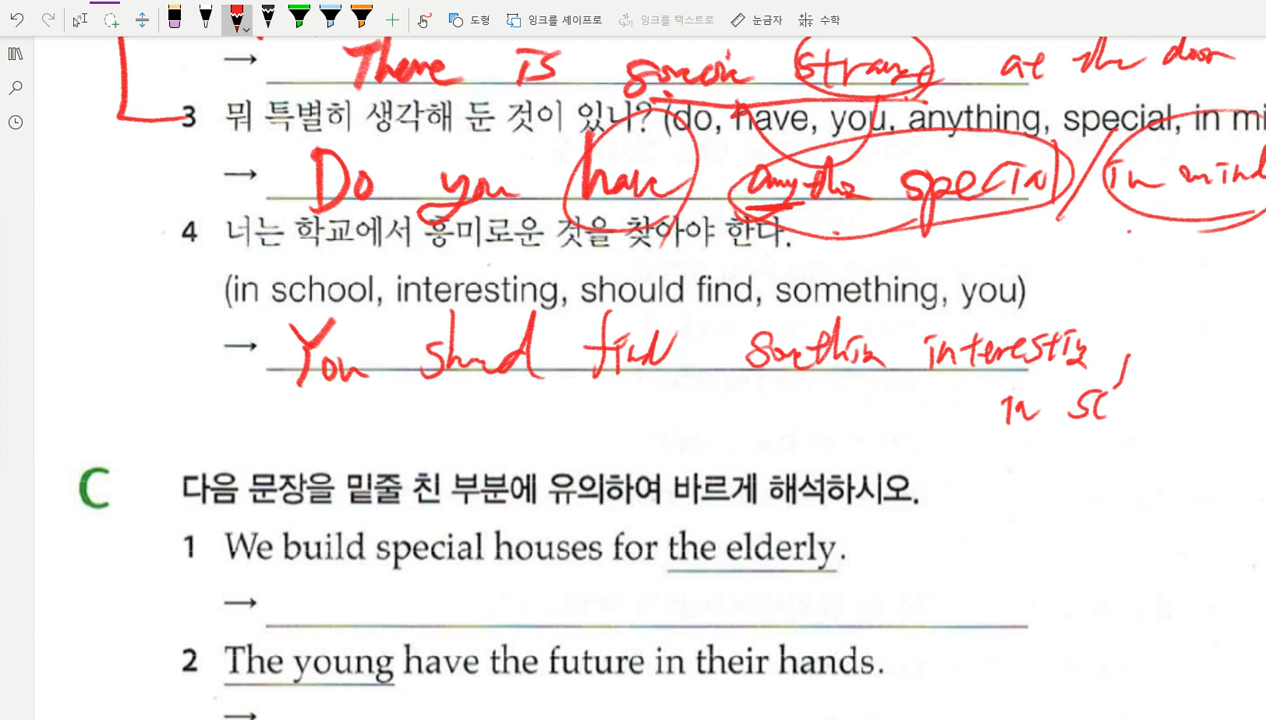 도형 잉크를 셰이프로 잉크를 텍스트로 눈금자 수학
→ There is strange at the door
3 뭐 특별히 생각해 둔 것이 있니? (do, have, you, anything, special, in mi
→ Do you have special / in mind
4 너는 학교에서 흥미로운 것을 찾아야 한다.
(in school, interesting, should find, something, you)
→ You find
in sc
C 다음 문장을 밑줄 친 부분에 유의하여 바르게 해석하시오.
1 We build special houses for the elderly.
→
2 The young have the future in their hands.
→